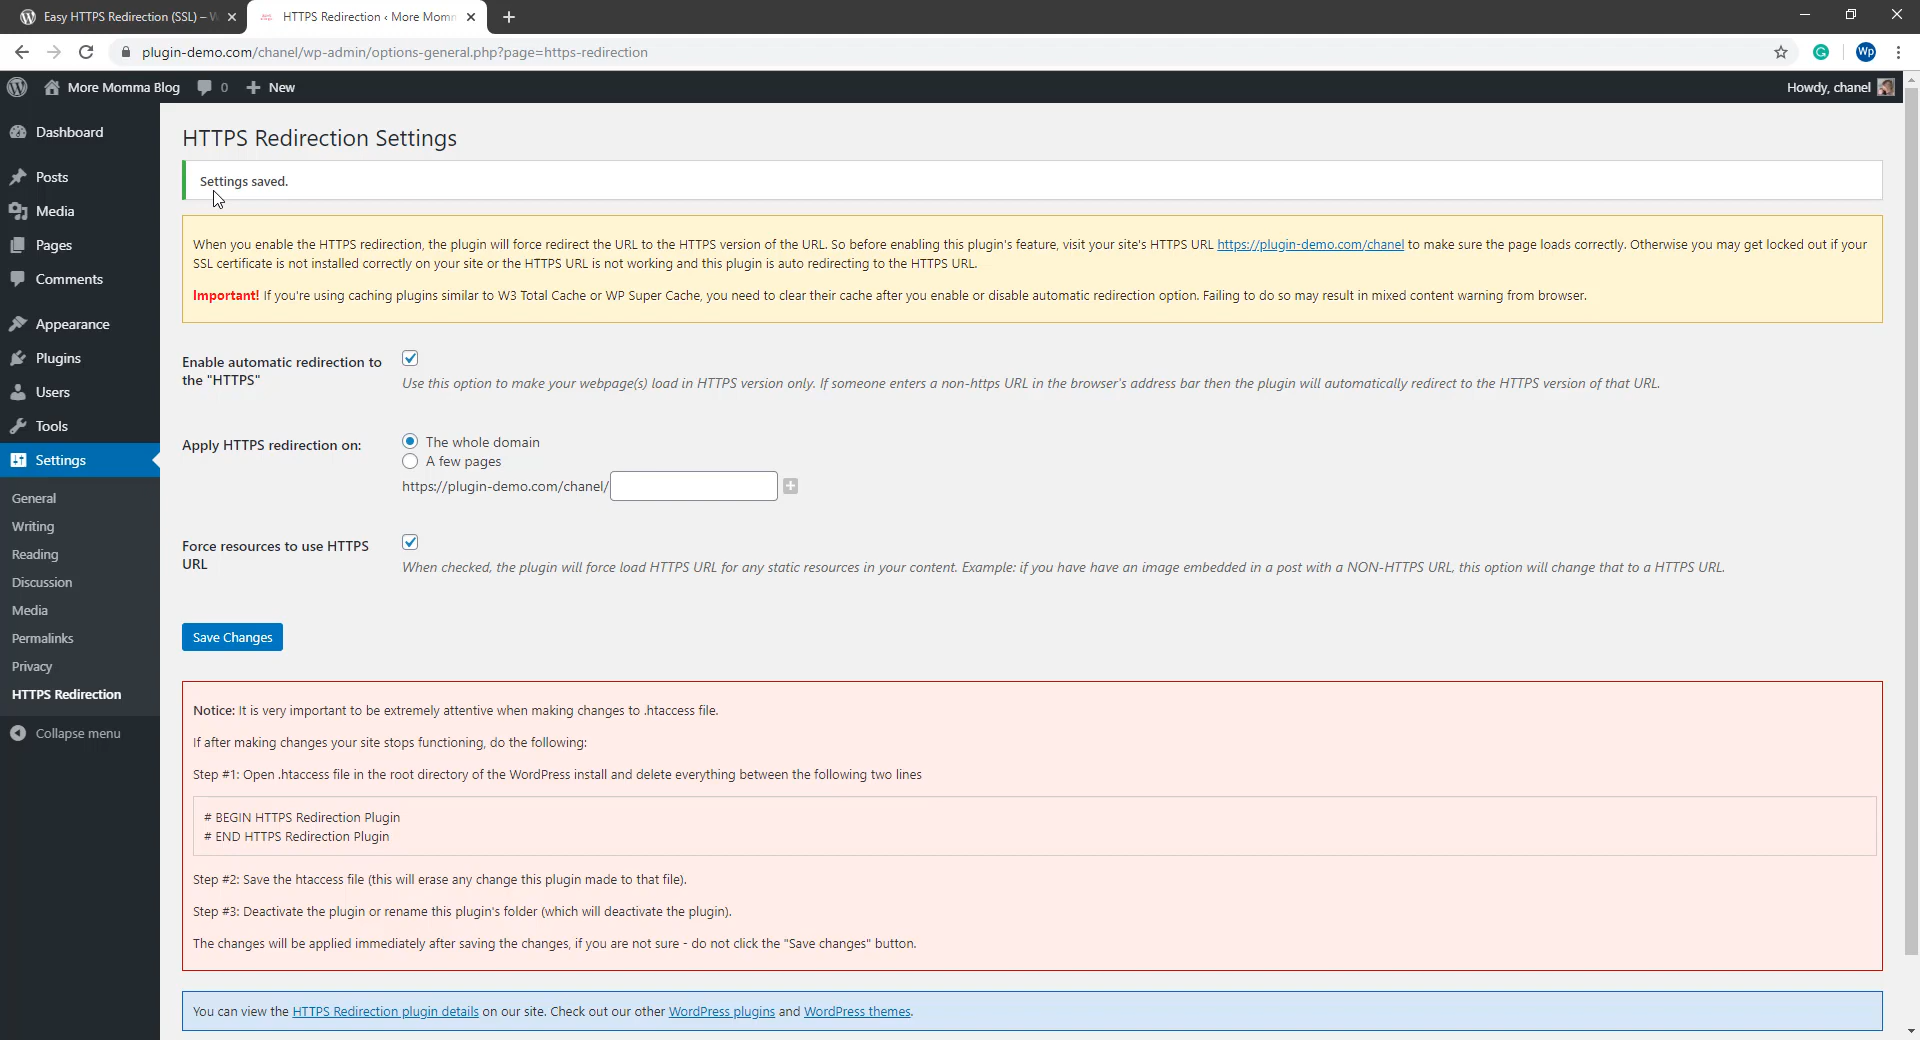 Easy HTTPS Redirection (SSL) – W
HTTPS Redirection ‹ More Momm
plugin-demo.com/chanel/wp-admin/options-general.php?page=https-redirection
Wp
More Momma Blog
0
New
Howdy, chanel
Dashboard
Posts
Media
Pages
Comments
Appearance
Plugins
Users
Tools
Settings
General
Writing
Reading
Discussion
Media
Permalinks
Privacy
HTTPS Redirection
Collapse menu
HTTPS Redirection Settings
Settings saved.
When you enable the HTTPS redirection, the plugin will force redirect the URL to the HTTPS version of the URL. So before enabling this plugin's feature, visit your site's HTTPS URL https://plugin-demo.com/chanel to make sure the page loads correctly. Otherwise you may get locked out if your
SSL certificate is not installed correctly on your site or the HTTPS URL is not working and this plugin is auto redirecting to the HTTPS URL.
Important! If you're using caching plugins similar to W3 Total Cache or WP Super Cache, you need to clear their cache after you enable or disable automatic redirection option. Failing to do so may result in mixed content warning from browser.
Enable automatic redirection to
the "HTTPS"
Use this option to make your webpage(s) load in HTTPS version only. If someone enters a non-https URL in the browser's address bar then the plugin will automatically redirect to the HTTPS version of that URL.
Apply HTTPS redirection on:
The whole domain
A few pages
https://plugin-demo.com/chanel/
Force resources to use HTTPS
URL
When checked, the plugin will force load HTTPS URL for any static resources in your content. Example: if you have have an image embedded in a post with a NON-HTTPS URL, this option will change that to a HTTPS URL.
Save Changes
Notice: It is very important to be extremely attentive when making changes to .htaccess file.
If after making changes your site stops functioning, do the following:
Step #1: Open .htaccess file in the root directory of the WordPress install and delete everything between the following two lines
# BEGIN HTTPS Redirection Plugin
# END HTTPS Redirection Plugin
Step #2: Save the htaccess file (this will erase any change this plugin made to that file).
Step #3: Deactivate the plugin or rename this plugin's folder (which will deactivate the plugin).
The changes will be applied immediately after saving the changes, if you are not sure - do not click the "Save changes" button.
You can view the HTTPS Redirection plugin details on our site. Check out our other WordPress plugins and WordPress themes.